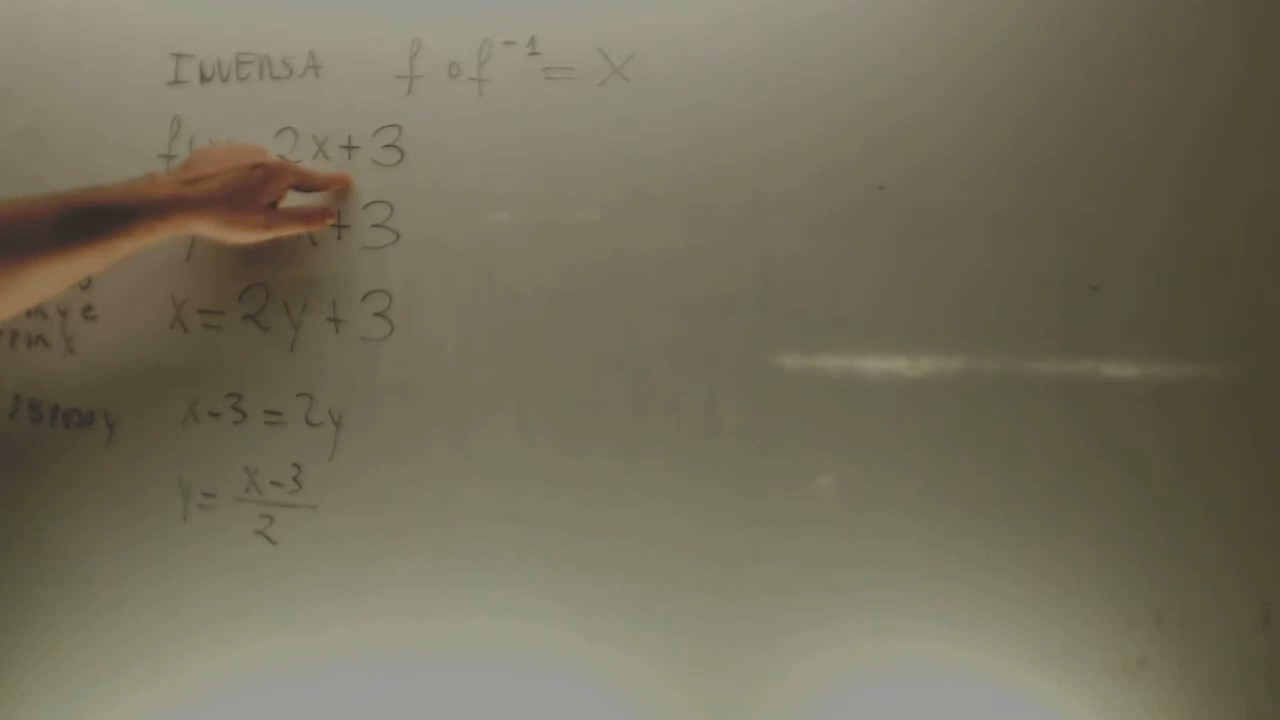 INVERSA f o f⁻¹ = X
2x+3
+3
x = 2y + 3
x-3 = 2y
y = x-3 / 2